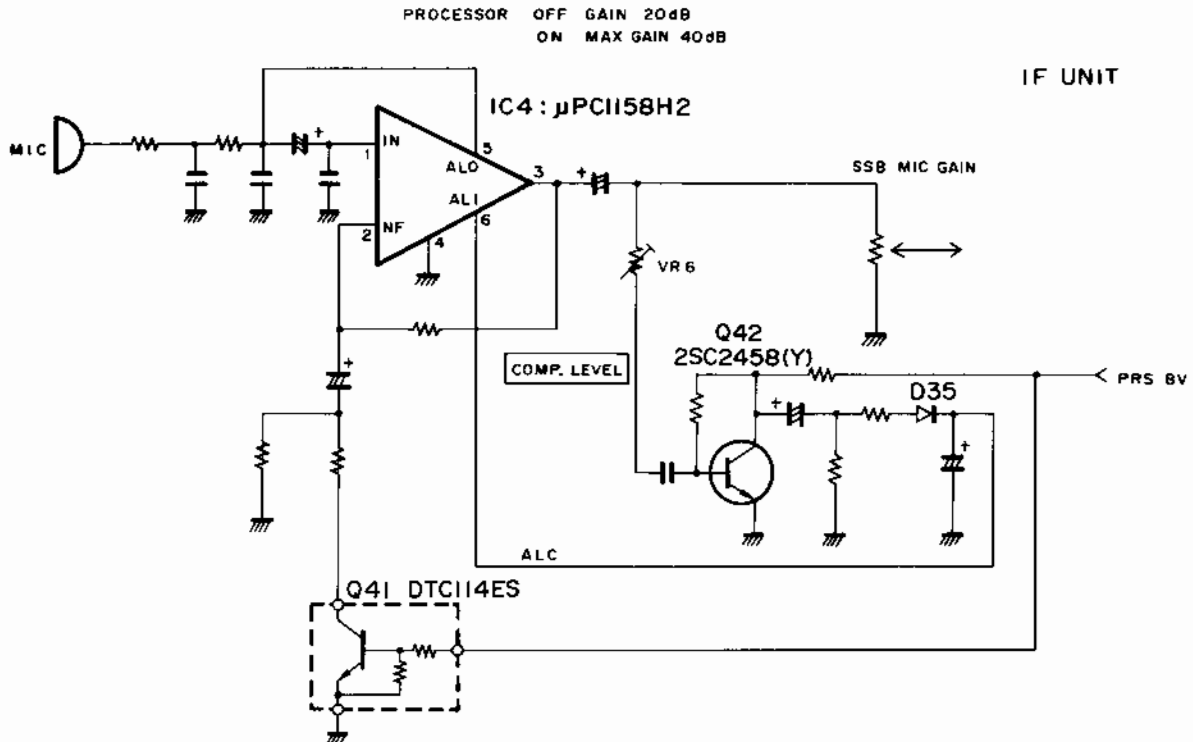 PROCESSOR OFF GAIN 20dB
ON MAX GAIN 40dB
IF UNIT
IC4 : µPC1158H2
MIC
IN
1
5
ALO
3
+
+
SSB MIC GAIN
ALI
6
NF
2
4
VR6
Q42
2SC2458(Y)
COMP. LEVEL
PRS 8V
D35
+
+
+
ALC
Q41 DTC114ES